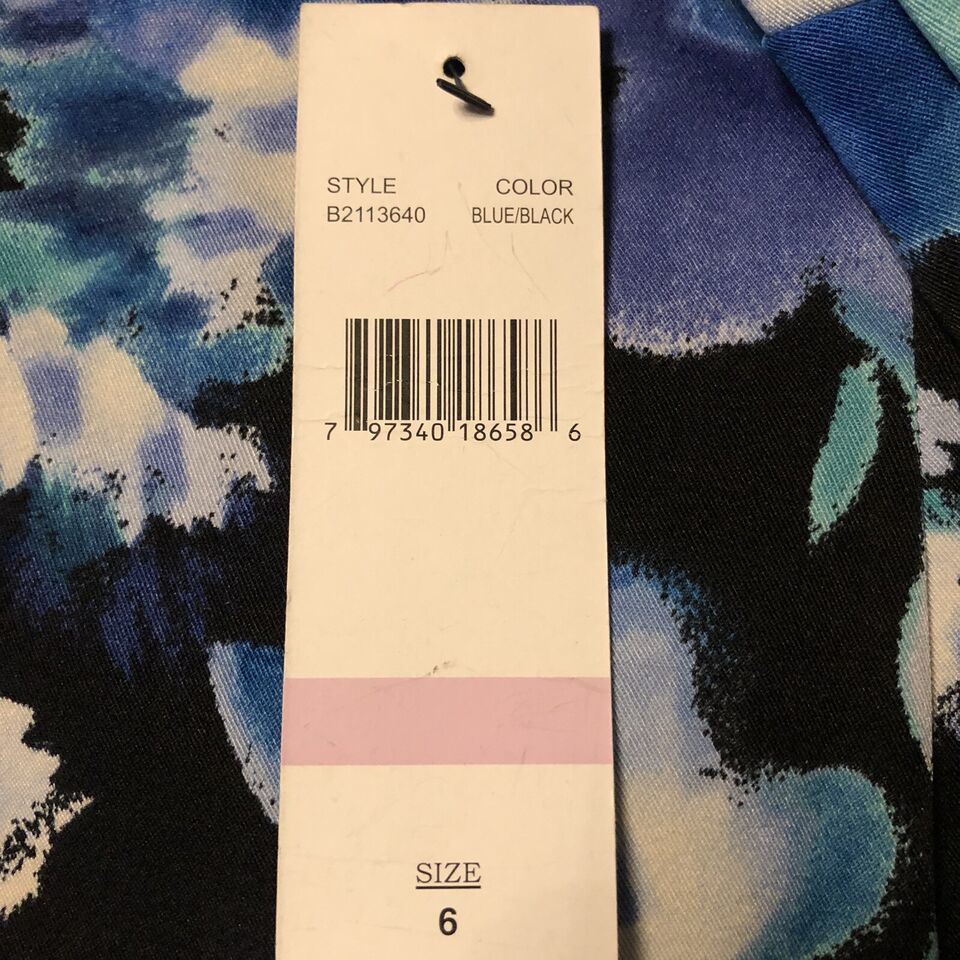 STYLE COLOR
B2113640 BLUE/BLACK
7 97340 18658 6
SIZE
6